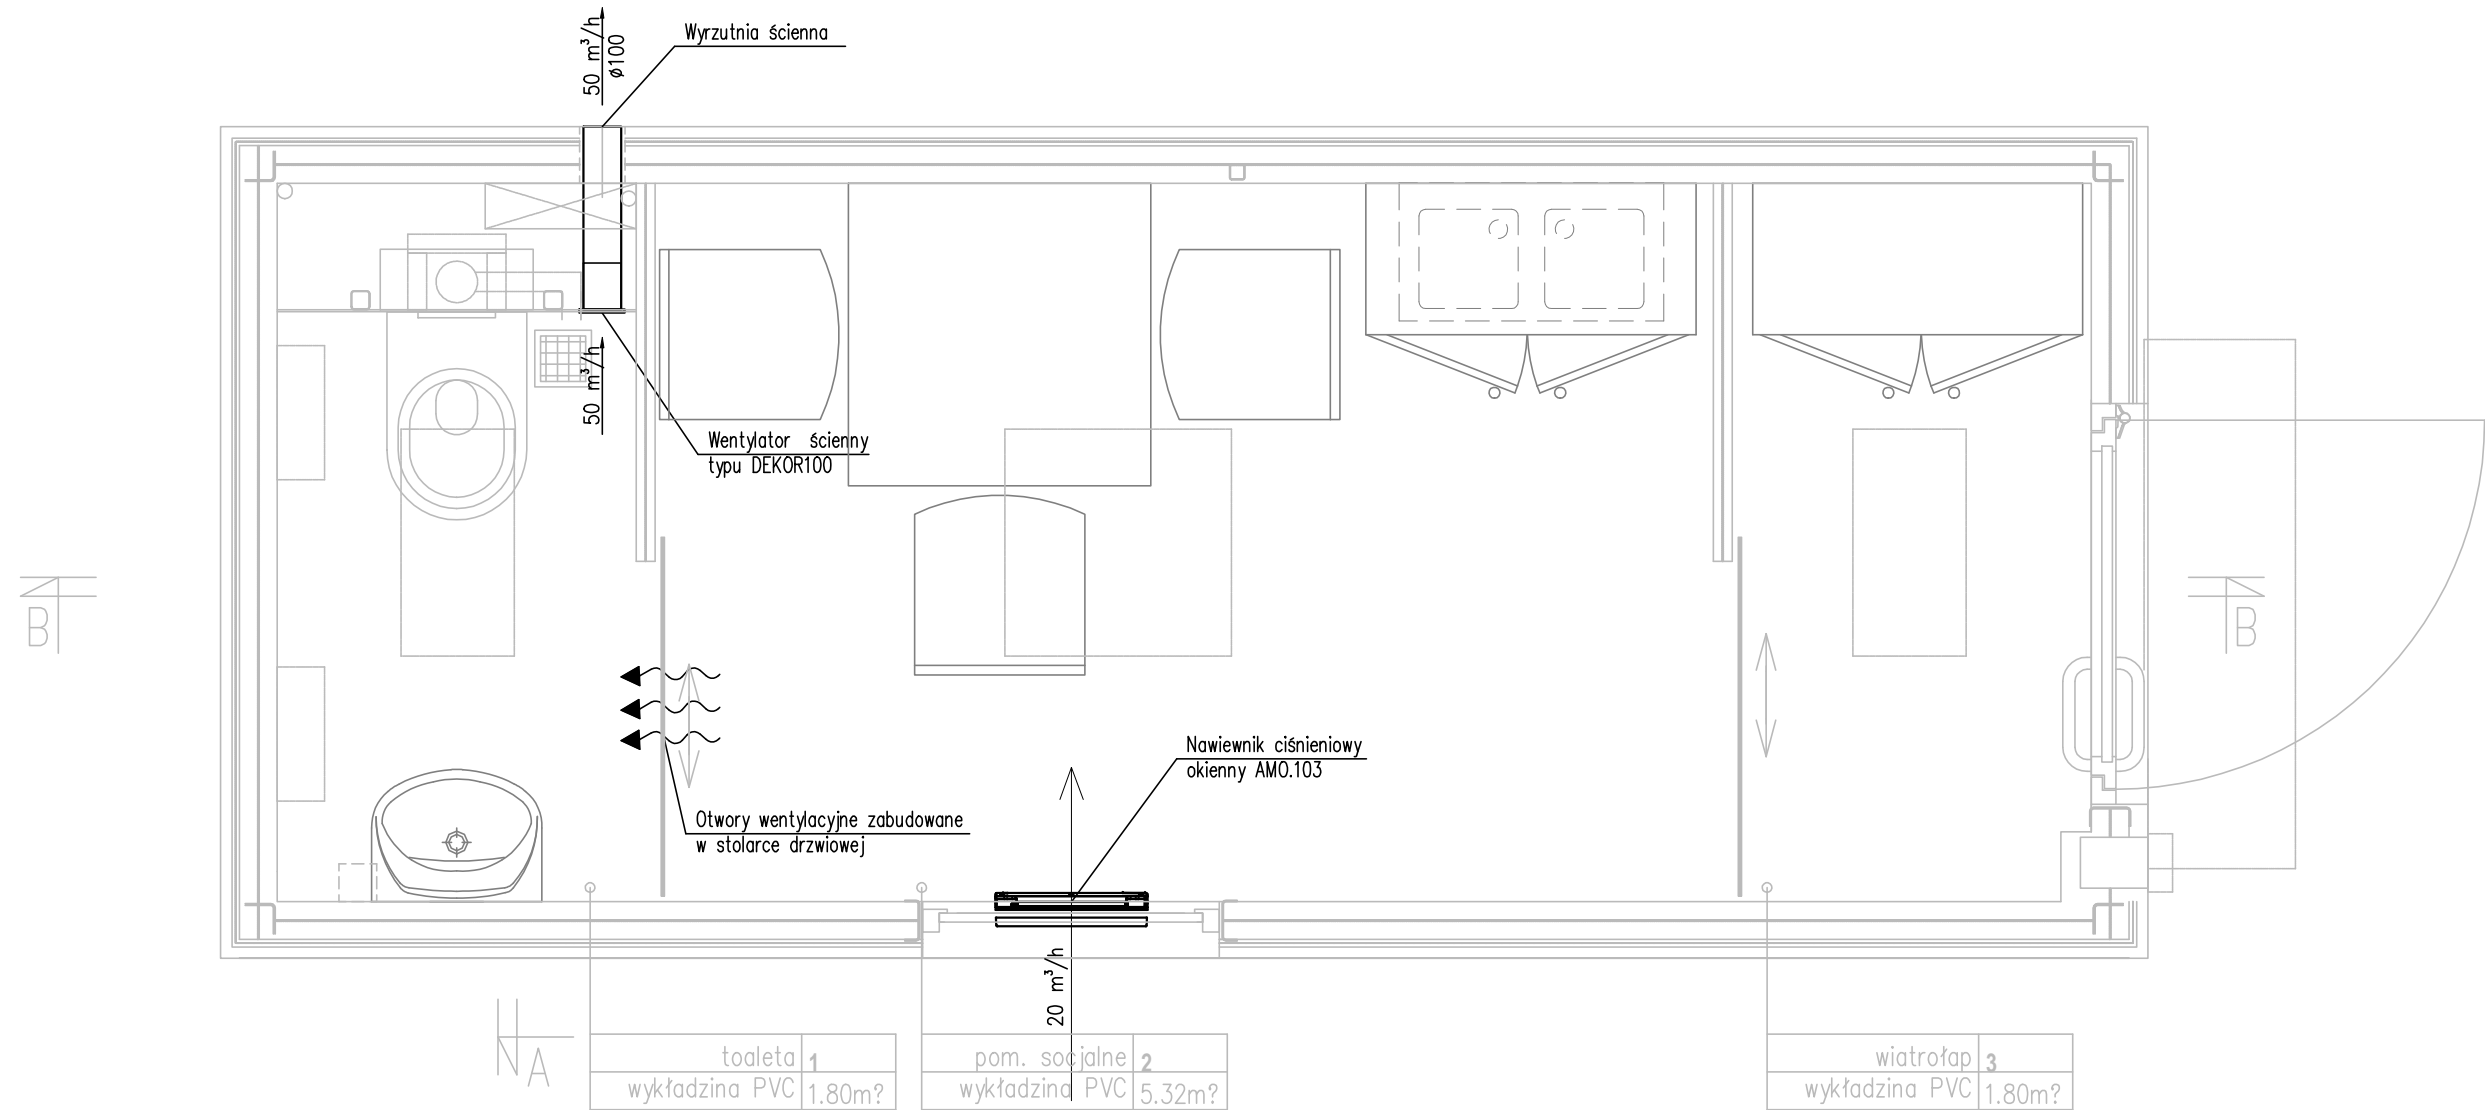 50 m³/h
ø100
Wyrzutnia ścienna
50 m³/h
Wentylator ścienny
typu DEKOR100
B
B
Nawiewnik ciśnieniowy
okienny AMO.103
Otwory wentylacyjne zabudowane
w stolarce drzwiowej
20 m³/h
A
toaleta 1
wykładzina PVC 1.80m?
pom. socjalne 2
wykładzina PVC 5.32m?
wiatrołap 3
wykładzina PVC 1.80m?